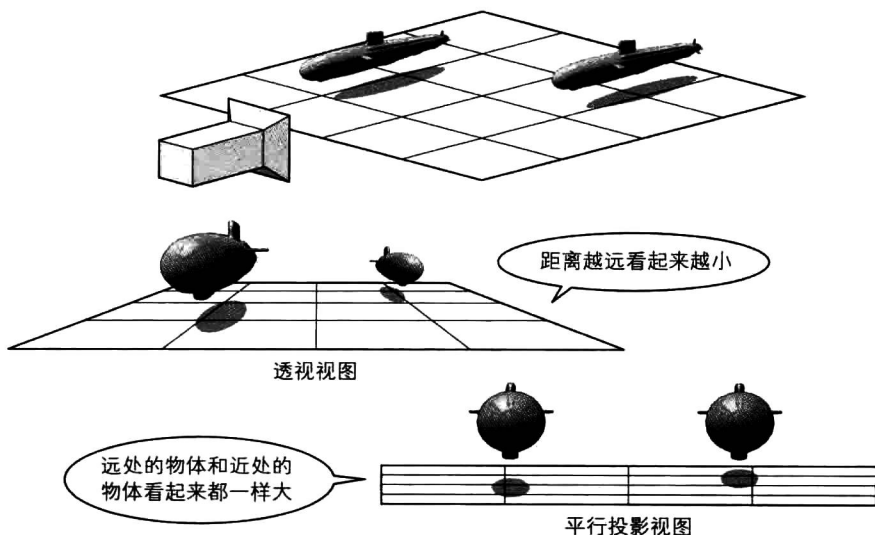 距离越远看起来越小
透视视图
远处的物体和近处的
物体看起来都一样大
平行投影视图